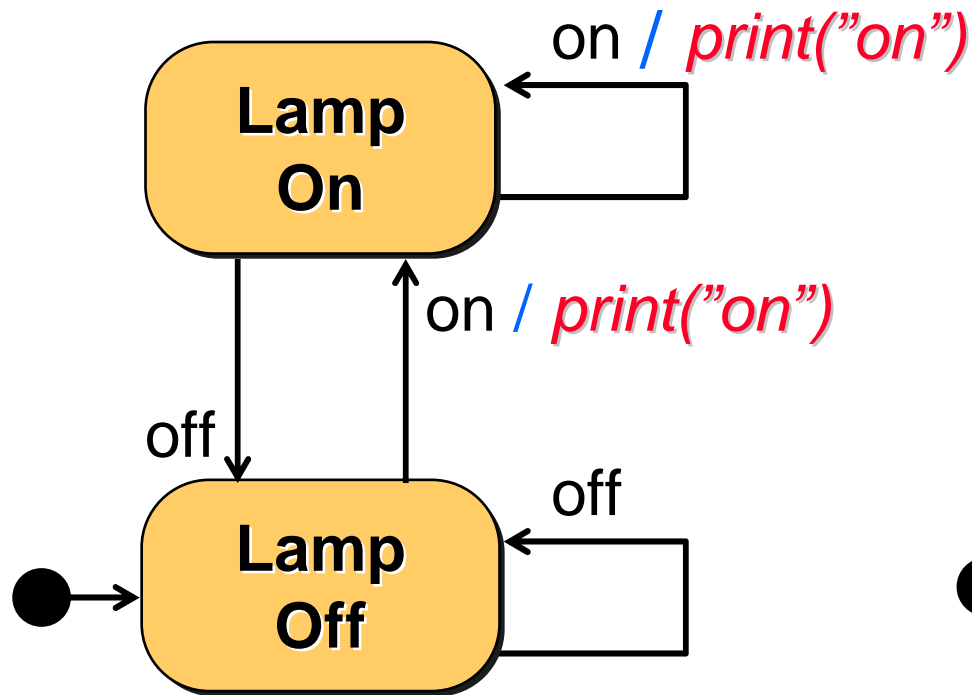 on / print(”on”)
Lamp
On
on / print(”on”)
off
off
Lamp
Off